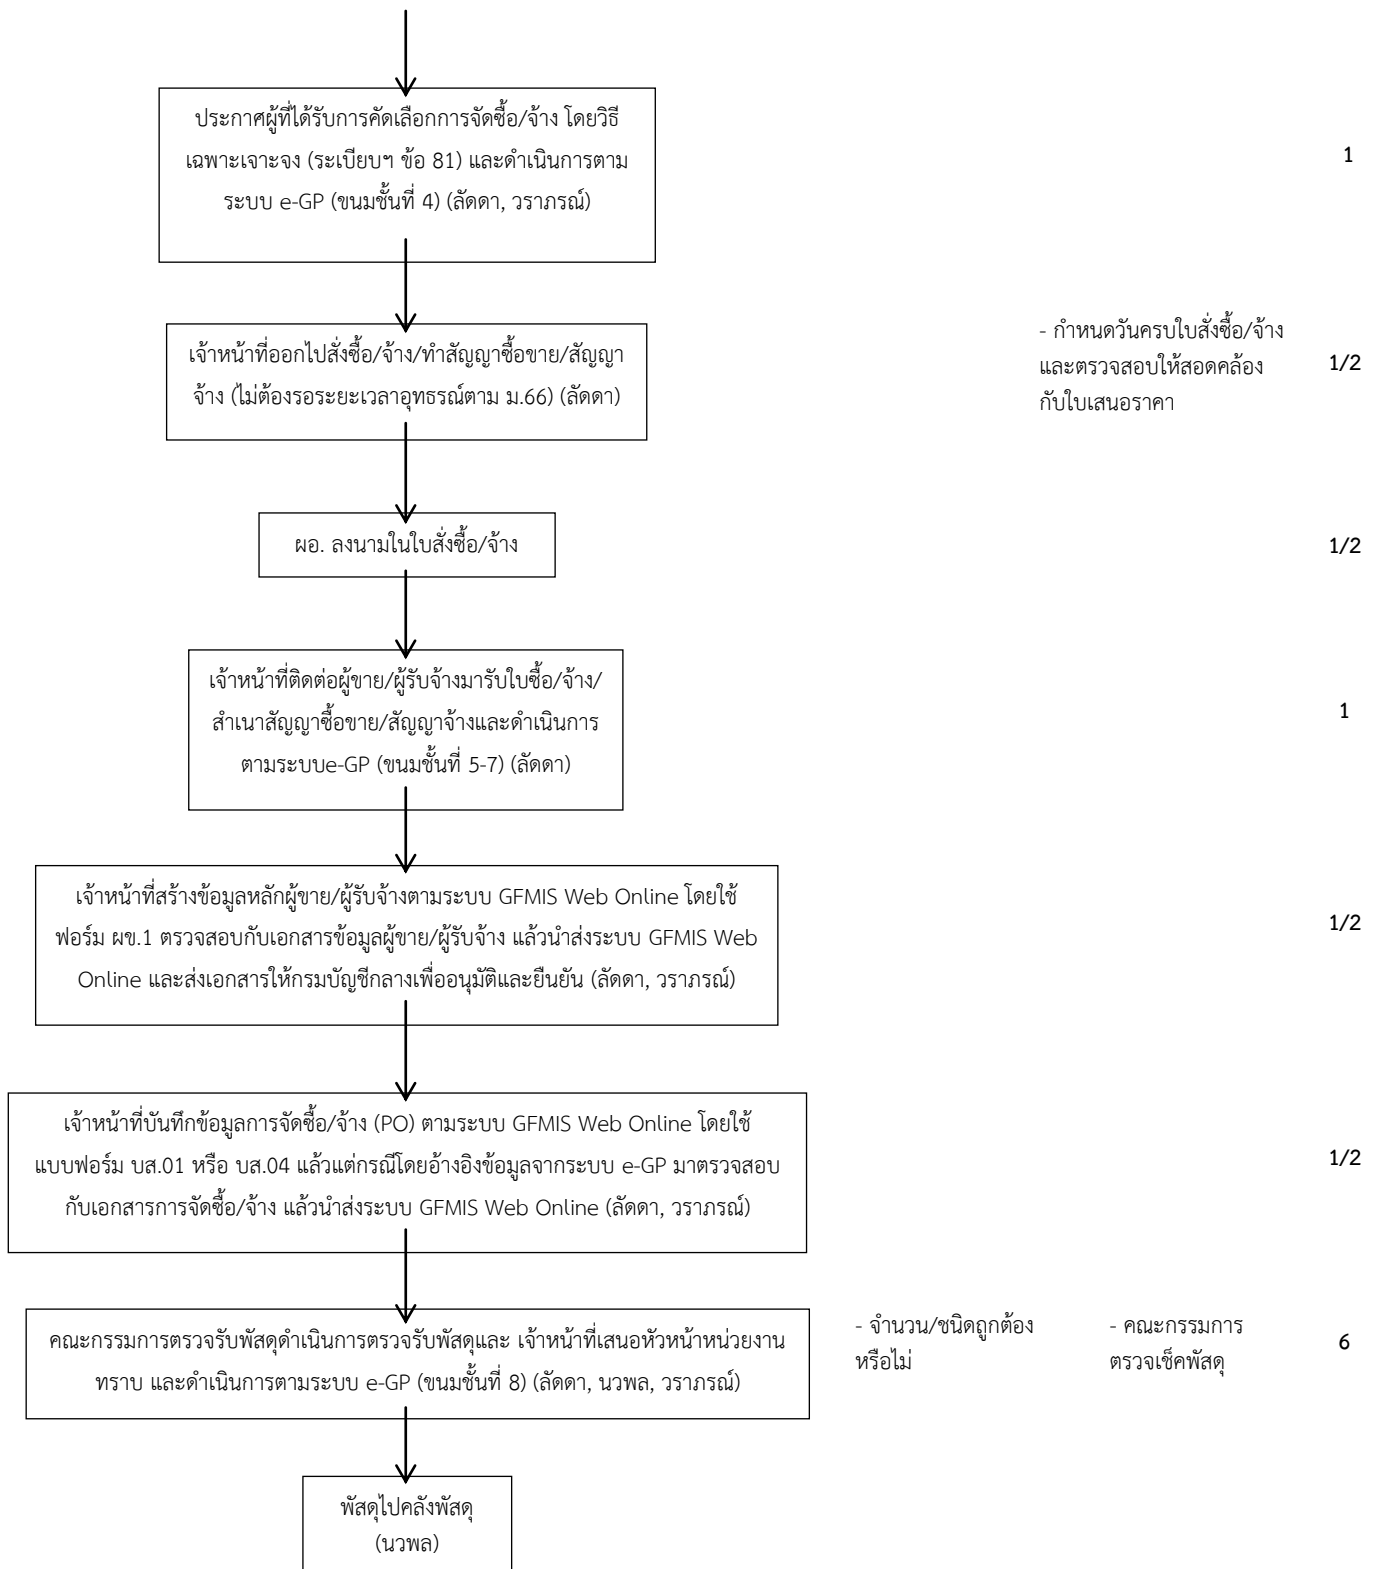 ประกาศผู้ที่ได้รับการคัดเลือกการจัดซื้อ/จ้าง โดยวิธี
เฉพาะเจาะจง (ระเบียบฯ ข้อ 81) และดำเนินการตาม
ระบบ e-GP (ขนมชั้นที่ 4) (ลัดดา, วราภรณ์)
1
เจ้าหน้าที่ออกไปสั่งซื้อ/จ้าง/ทำสัญญาซื้อขาย/สัญญา
จ้าง (ไม่ต้องรอระยะเวลาอุทธรณ์ตาม ม.66) (ลัดดา)
- กำหนดวันครบใบสั่งซื้อ/จ้าง
และตรวจสอบให้สอดคล้อง
กับใบเสนอราคา
1/2
ผอ. ลงนามในใบสั่งซื้อ/จ้าง
1/2
เจ้าหน้าที่ติดต่อผู้ขาย/ผู้รับจ้างมารับใบซื้อ/จ้าง/
สำเนาสัญญาซื้อขาย/สัญญาจ้างและดำเนินการ
ตามระบบe-GP (ขนมชั้นที่ 5-7) (ลัดดา)
1
เจ้าหน้าที่สร้างข้อมูลหลักผู้ขาย/ผู้รับจ้างตามระบบ GFMIS Web Online โดยใช้
ฟอร์ม ผข.1 ตรวจสอบกับเอกสารข้อมูลผู้ขาย/ผู้รับจ้าง แล้วนำส่งระบบ GFMIS Web
Online และส่งเอกสารให้กรมบัญชีกลางเพื่ออนุมัติและยืนยัน (ลัดดา, วราภรณ์)
1/2
เจ้าหน้าที่บันทึกข้อมูลการจัดซื้อ/จ้าง (PO) ตามระบบ GFMIS Web Online โดยใช้
แบบฟอร์ม บส.01 หรือ บส.04 แล้วแต่กรณีโดยอ้างอิงข้อมูลจากระบบ e-GP มาตรวจสอบ
กับเอกสารการจัดซื้อ/จ้าง แล้วนำส่งระบบ GFMIS Web Online (ลัดดา, วราภรณ์)
1/2
คณะกรรมการตรวจรับพัสดุดำเนินการตรวจรับพัสดุและ เจ้าหน้าที่เสนอหัวหน้าหน่วยงาน
ทราบ และดำเนินการตามระบบ e-GP (ขนมชั้นที่ 8) (ลัดดา, นวพล, วราภรณ์)
- จำนวน/ชนิดถูกต้อง
หรือไม่
- คณะกรรมการ
ตรวจเช็คพัสดุ
6
พัสดุไปคลังพัสดุ
(นวพล)